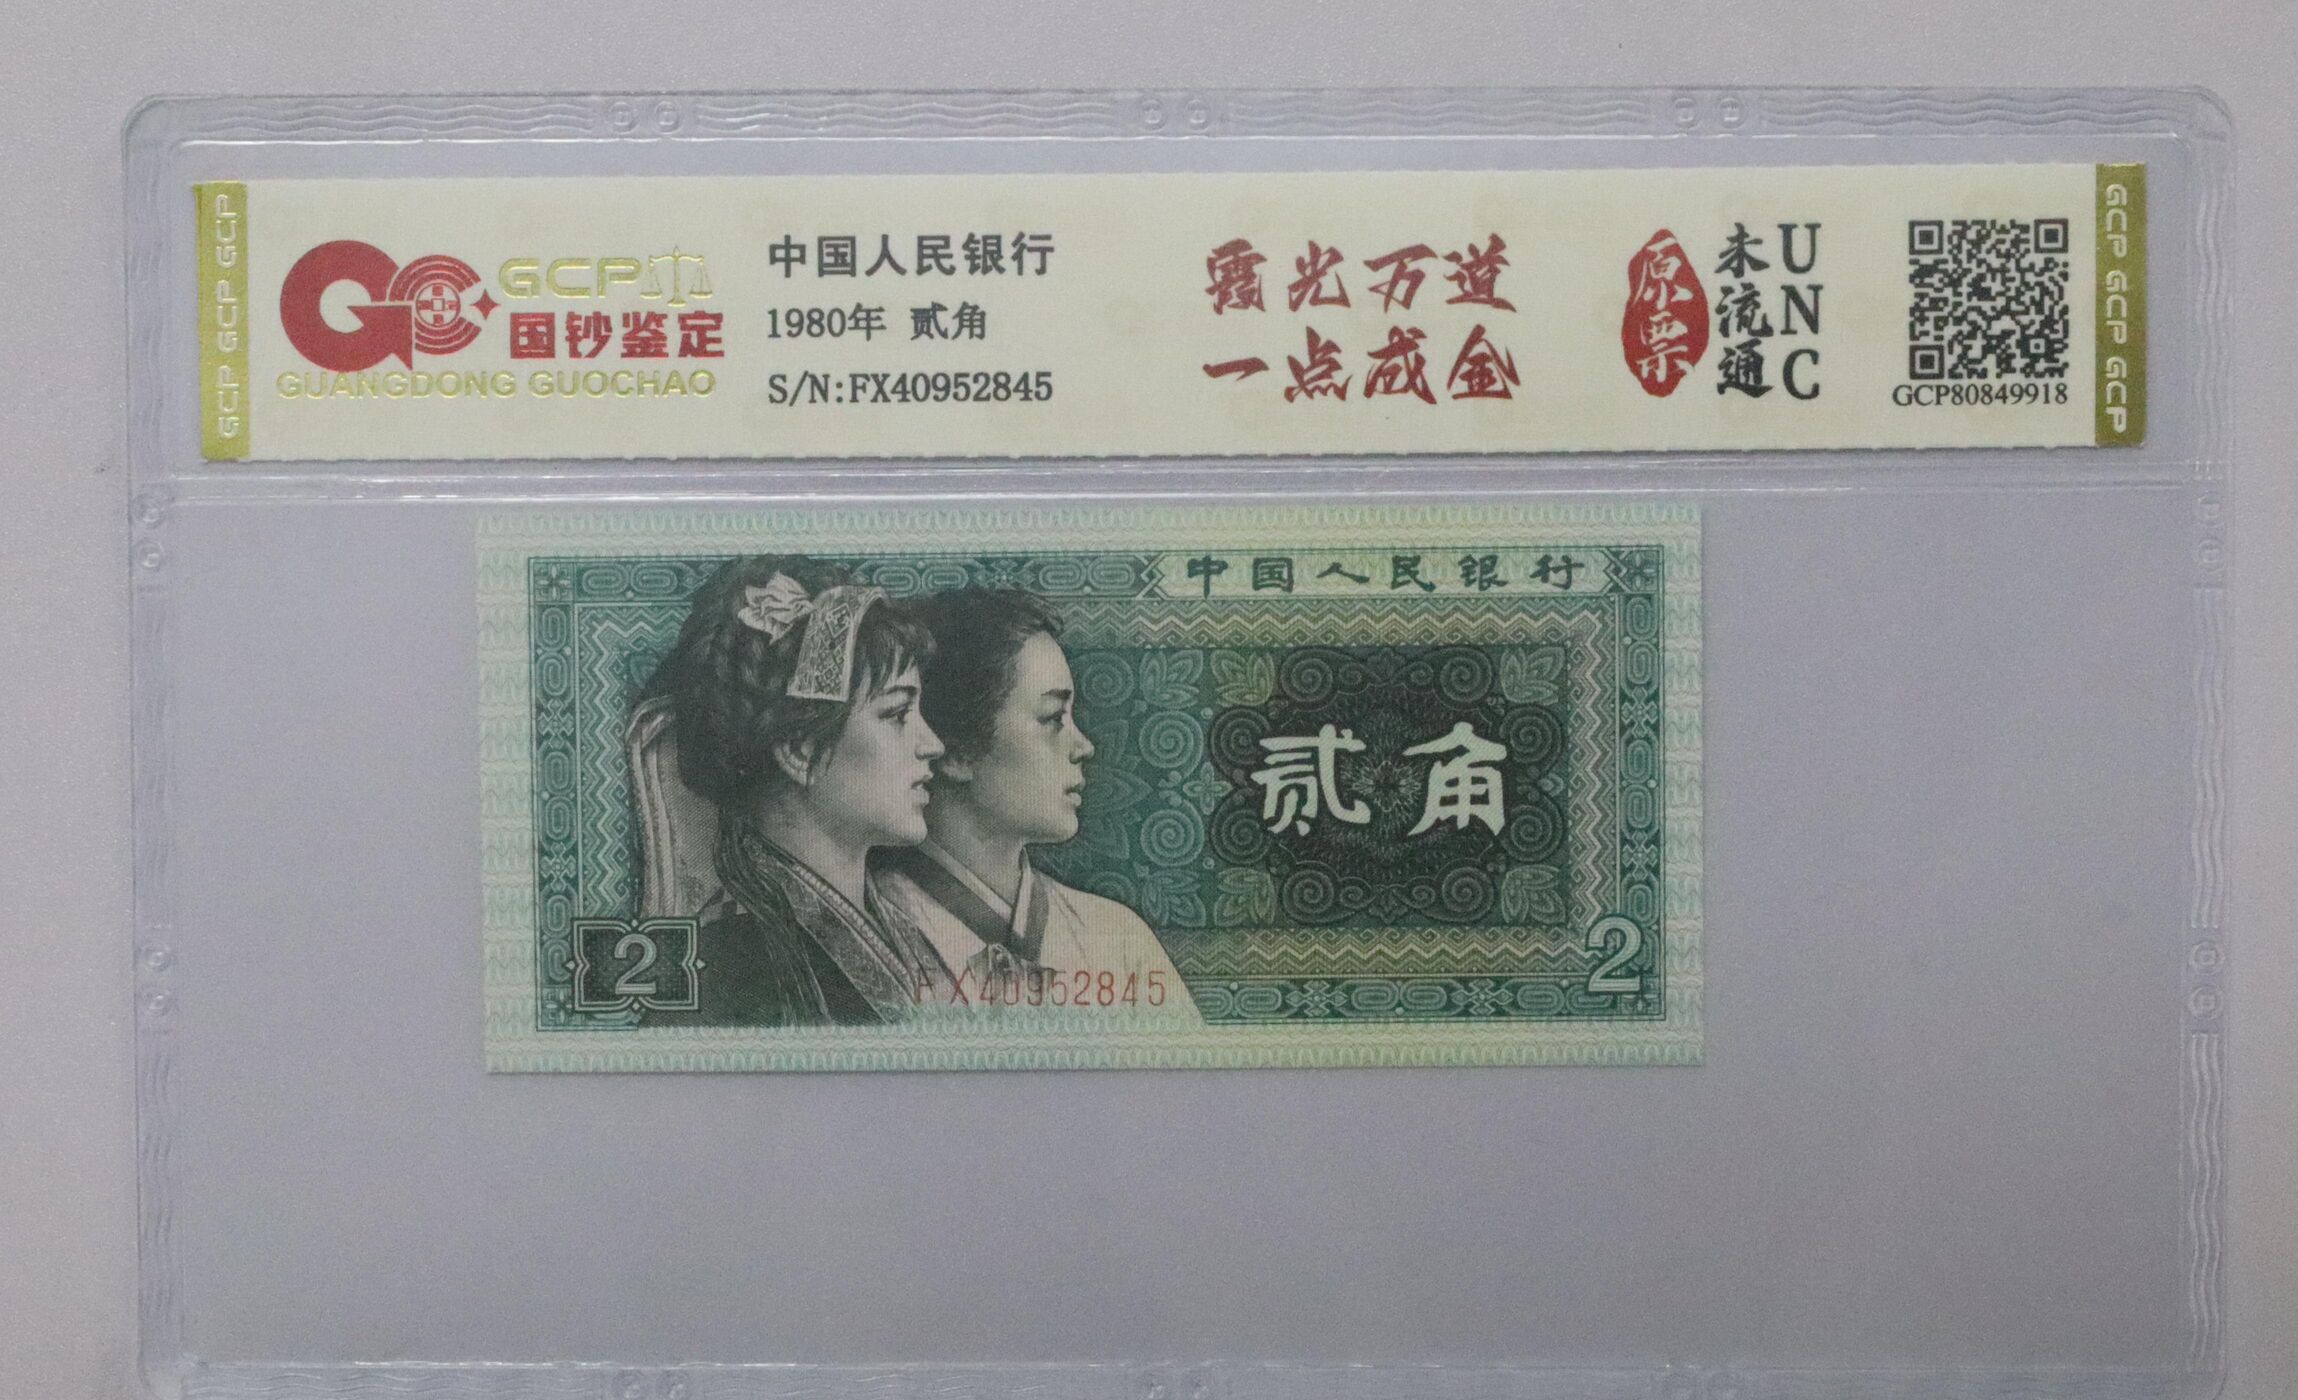 GCP GCP GCP
GCP
国钞鉴定
GUANGDONG GUOCHAO
中国人民银行
1980年 贰角
S/N:FX40952845
霞光万道
一点成金
原票
未流通
UNC
GCP80849918
GCP GCP GCP
中国人民银行
贰角
2
2
FX40952845